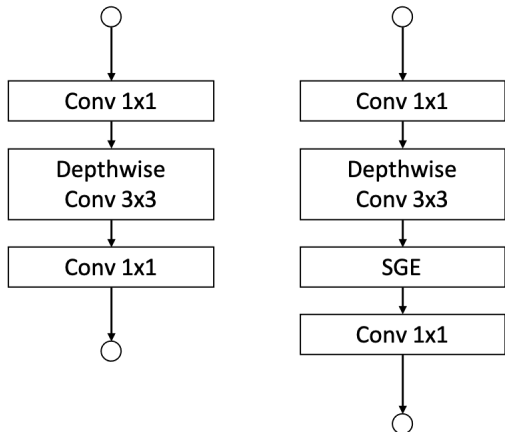 Conv 1x1
Depthwise
Conv 3x3
Conv 1x1
Conv 1x1
Depthwise
Conv 3x3
SGE
Conv 1x1